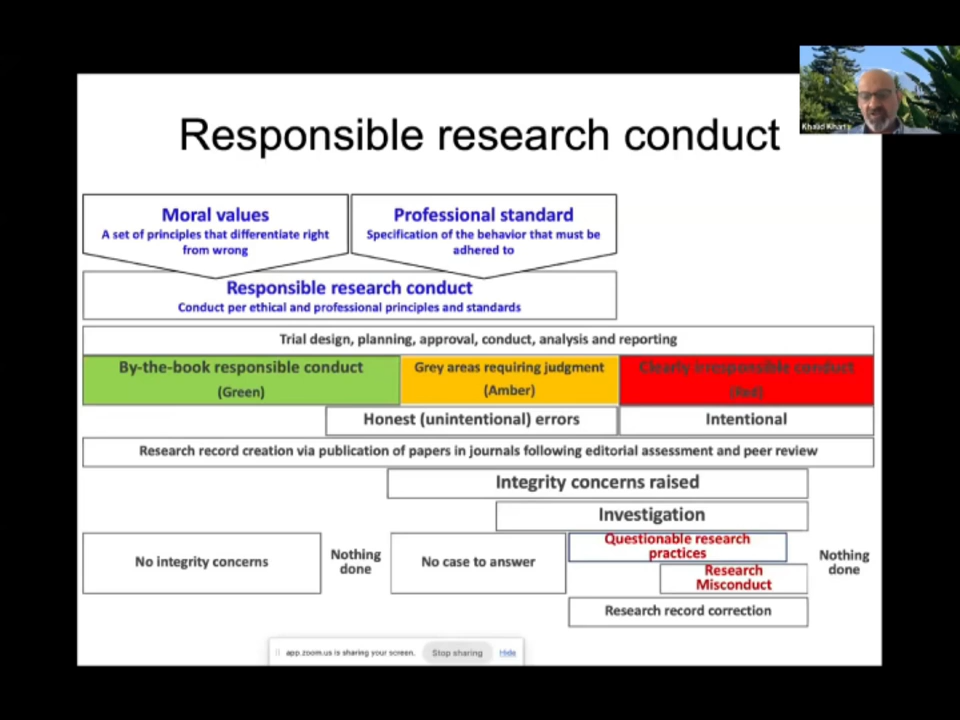 Responsible research conduct
Khalid Khan
Moral values
A set of principles that differentiate right
from wrong
Professional standard
Specification of the behavior that must be
adhered to
Responsible research conduct
Conduct per ethical and professional principles and standards
Trial design, planning, approval, conduct, analysis and reporting
By-the-book responsible conduct
(Green)
Grey areas requiring judgment
(Amber)
Clearly irresponsible conduct
(Red)
Honest (unintentional) errors
Intentional
Research record creation via publication of papers in journals following editorial assessment and peer review
Integrity concerns raised
Investigation
No integrity concerns
Nothing
done
No case to answer
Questionable research
practices
Research
Misconduct
Nothing
done
Research record correction
app.zoom.us is sharing your screen.
Stop sharing
Hide